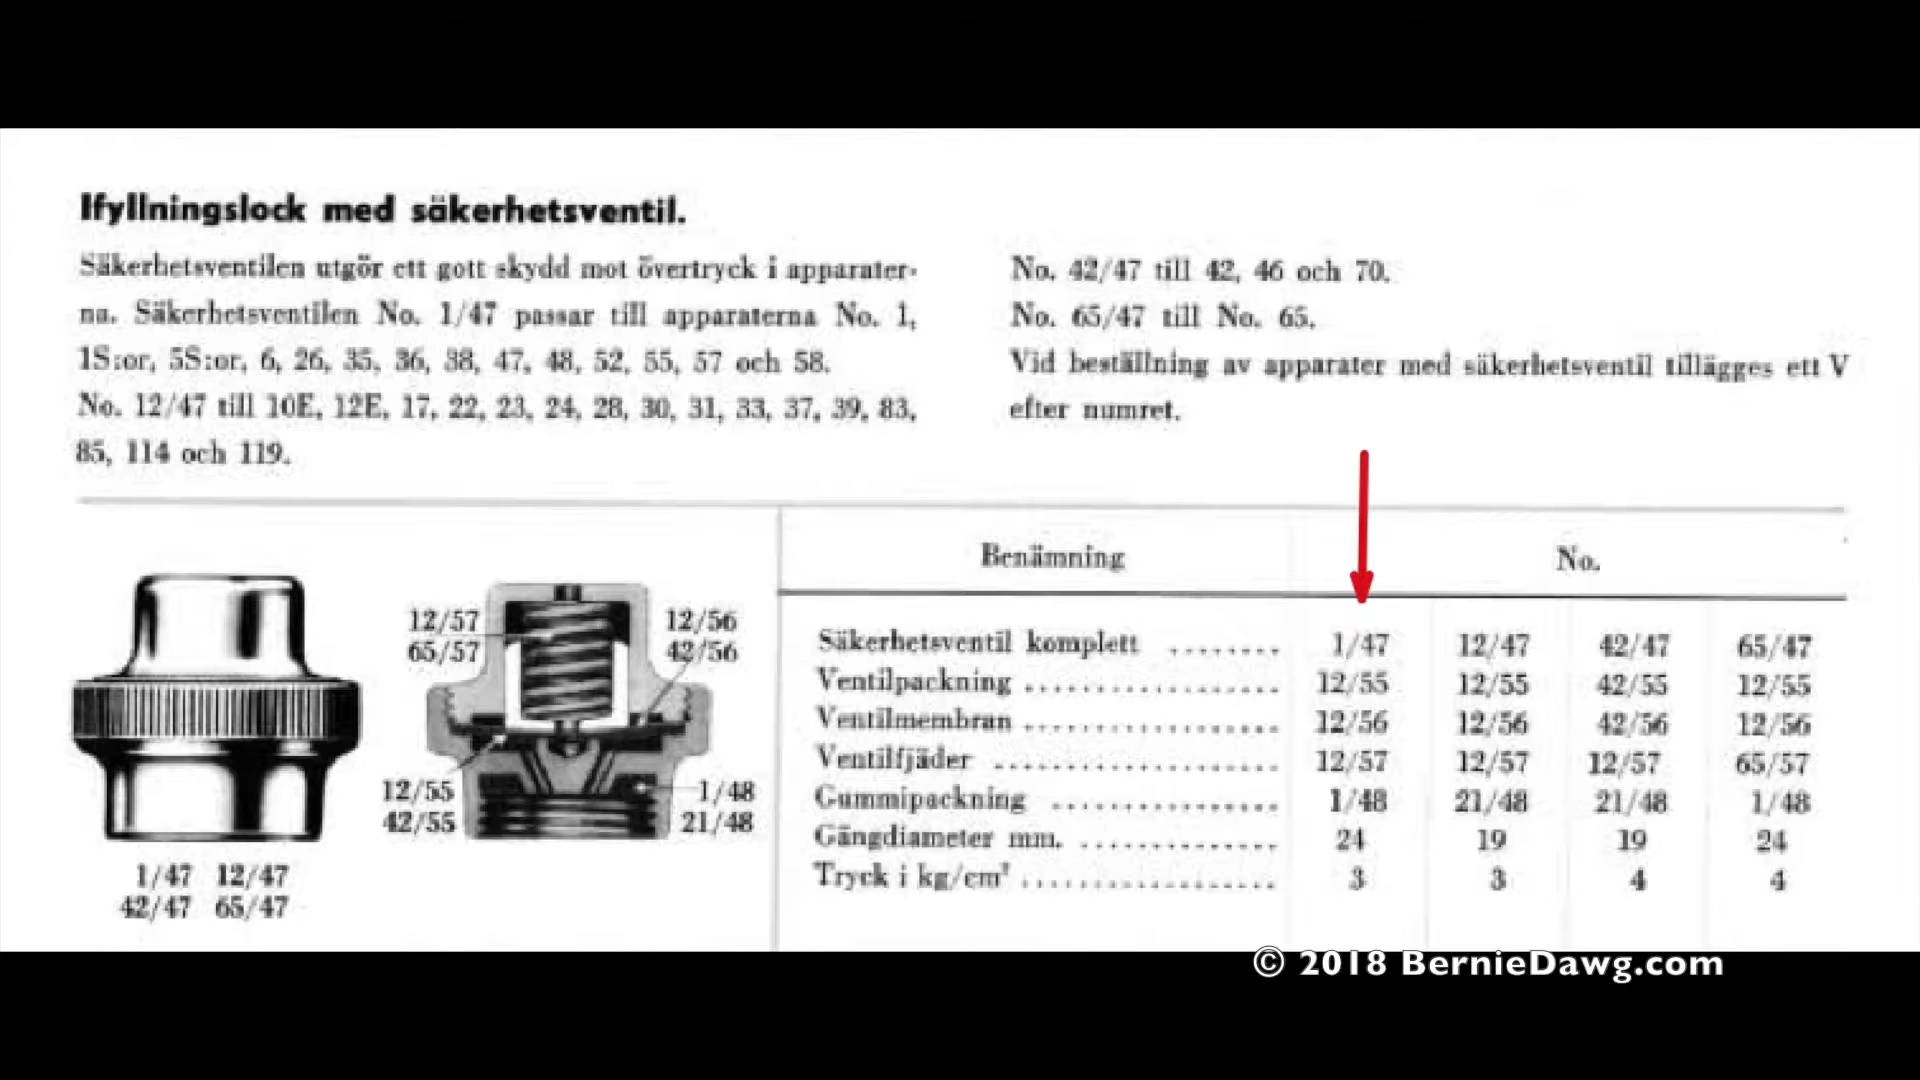 Ifyllningslock med säkerhetsventil.
Säkerhetsventilen utgör ett gott skydd mot övertryck i apparater-
na. Säkerhetsventilen No. 1/47 passar till apparaterna No. 1,
1S:or, 5S:or, 6, 26, 35, 36, 38, 47, 48, 52, 55, 57 och 58.
No. 12/47 till 10E, 12E, 17, 22, 23, 24, 28, 30, 31, 33, 37, 39, 83,
85, 114 och 119.
No. 42/47 till 42, 46 och 70.
No. 65/47 till No. 65.
Vid beställning av apparater med säkerhetsventil tillägges ett V
efter numret.
12/57 12/56
65/57 42/56
12/55 1/48
42/55 21/48
1/47 12/47
42/47 65/47
Benämning No.
Säkerhetsventil komplett ........ 1/47 12/47 42/47 65/47
Ventilpackning .................. 12/55 12/55 42/55 12/55
Ventilmembran .................. 12/56 12/56 42/56 12/56
Ventilfjäder .................... 12/57 12/57 12/57 65/57
Gummipackning ................ 1/48 21/48 21/48 1/48
Gängdiameter mm. .............. 24 19 19 24
Tryck i kg/cm² .................. 3 3 4 4
© 2018 BernieDawg.com